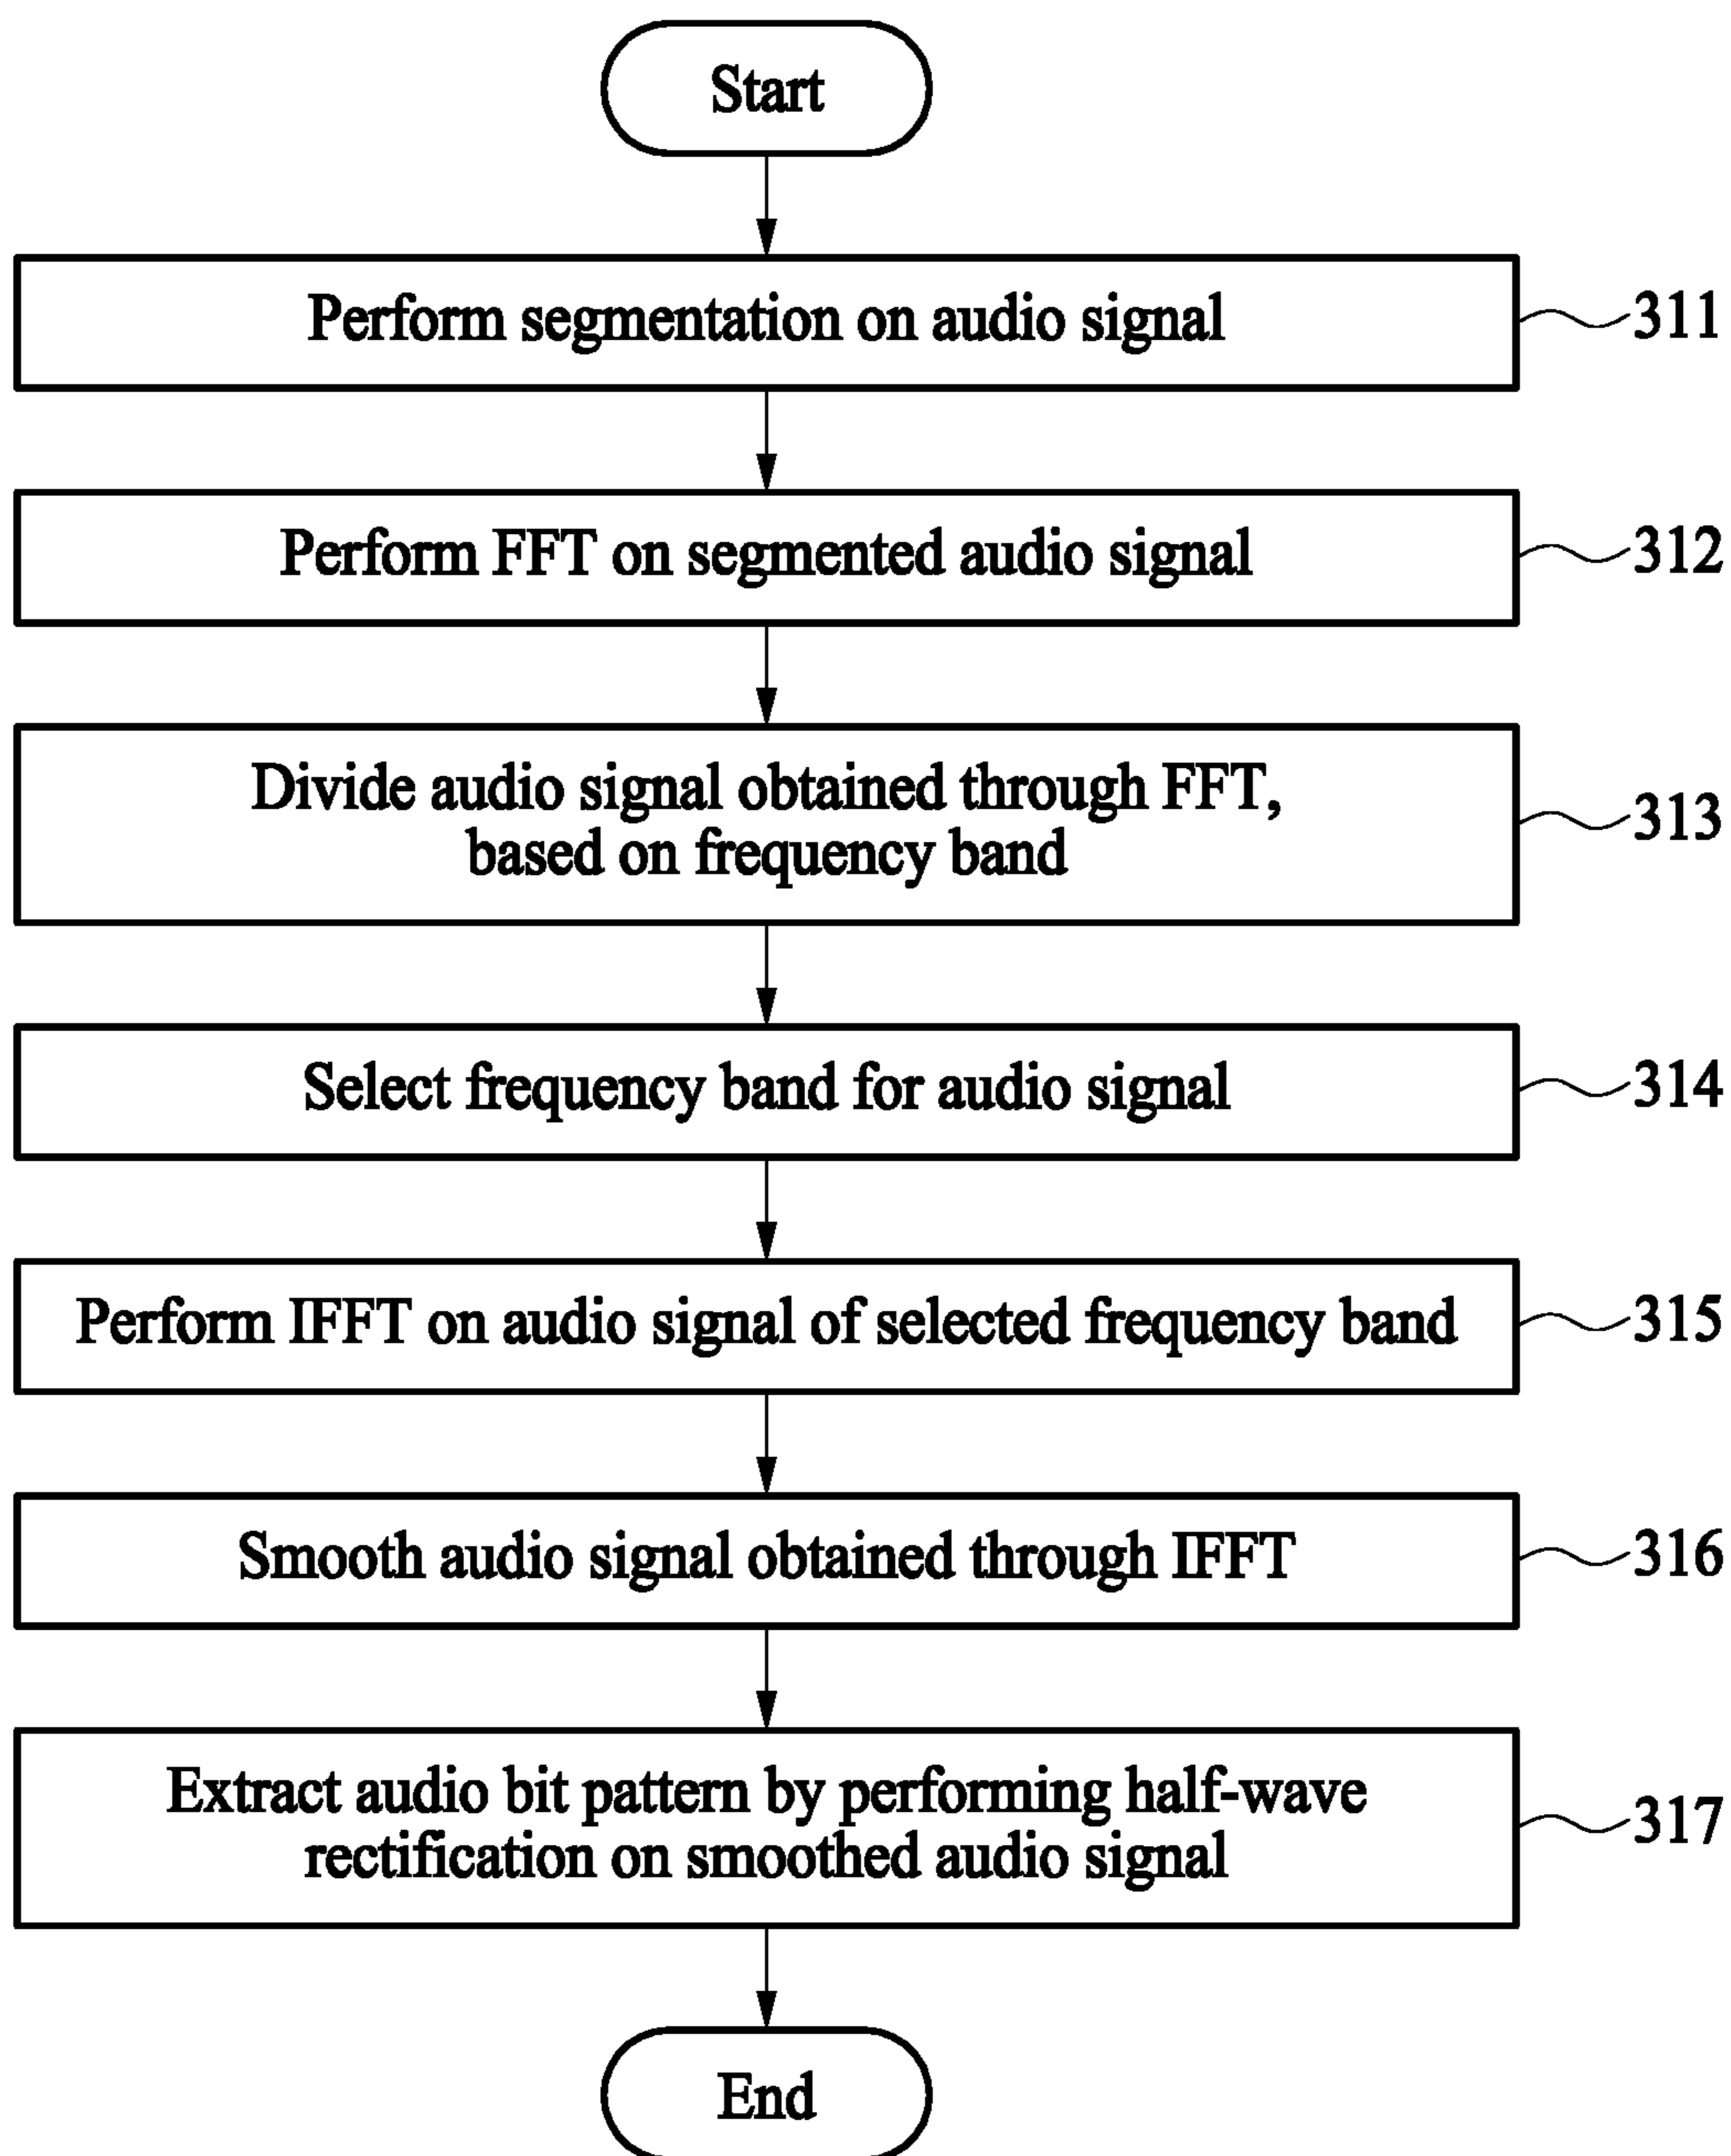 Start
Perform segmentation on audio signal
311
Perform FFT on segmented audio signal
312
Divide audio signal obtained through FFT,
based on frequency band
313
Select frequency band for audio signal
314
Perform IFFT on audio signal of selected frequency band
315
Smooth audio signal obtained through IFFT
316
Extract audio bit pattern by performing half-wave
rectification on smoothed audio signal
317
End